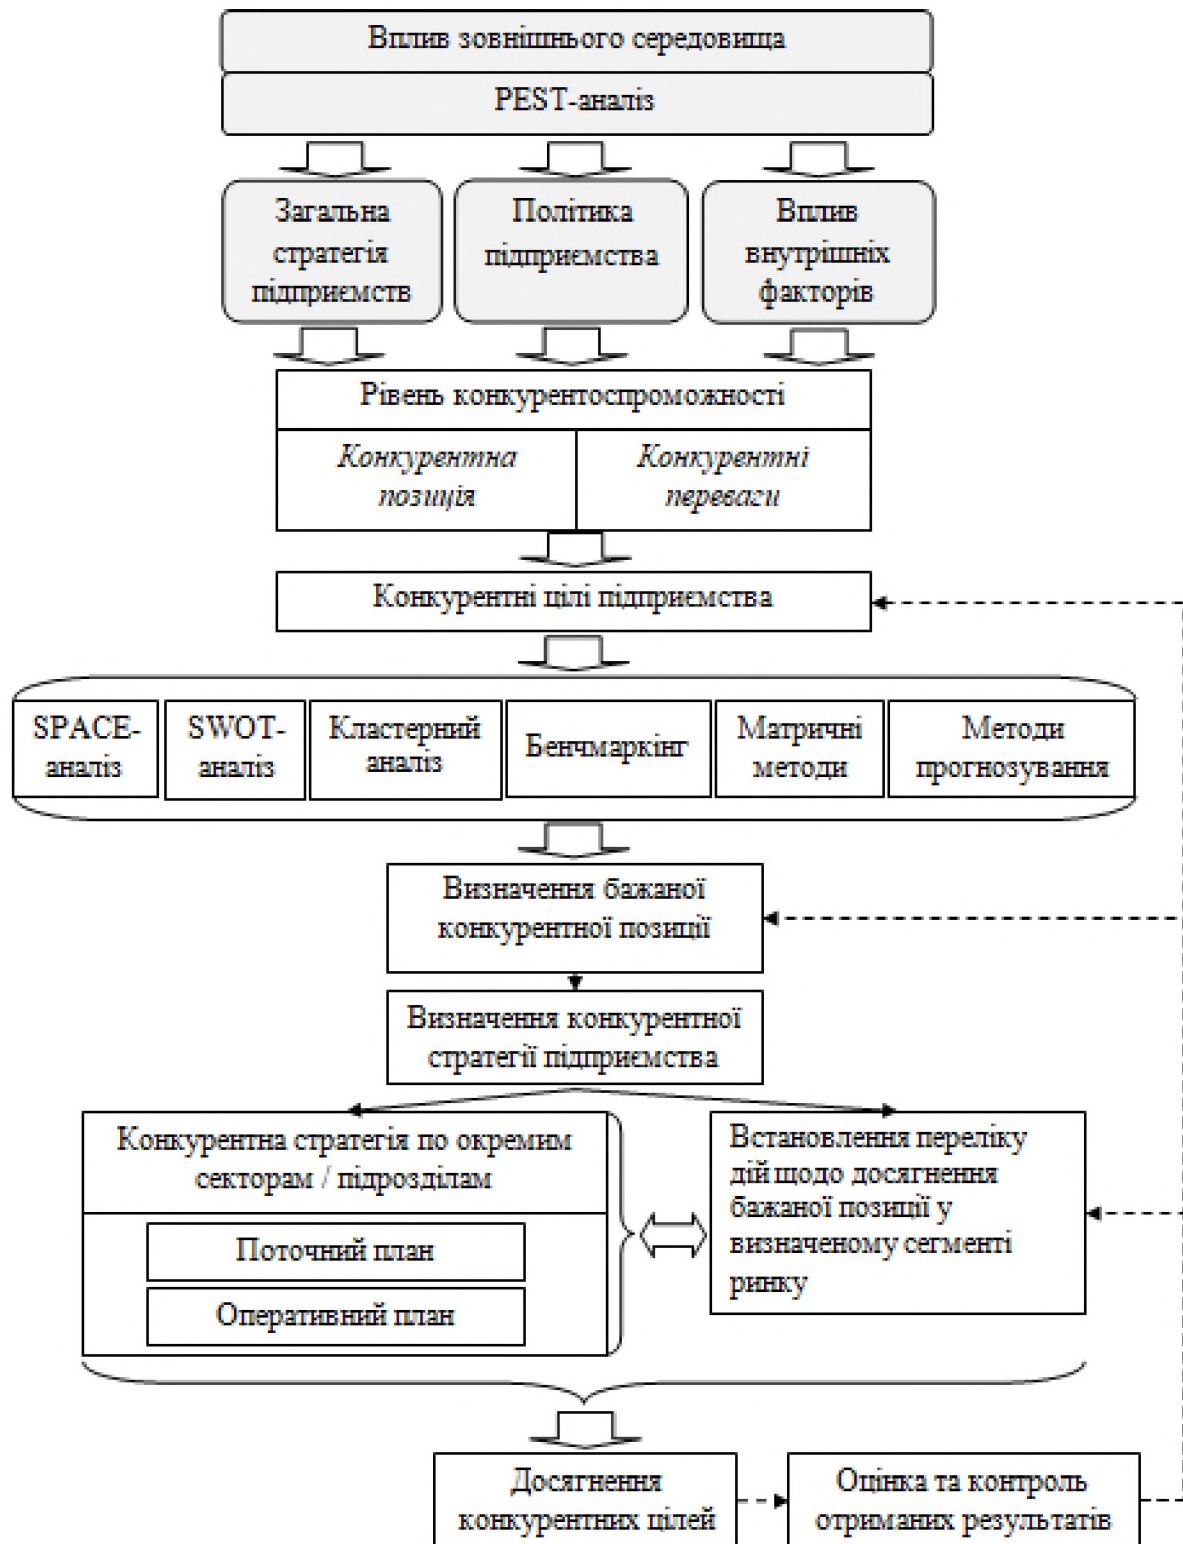 Вплив зовнішнього середовища
PEST-аналіз
Загальна
стратегія
підприємств
Політика
підприємства
Вплив
внутрішніх
факторів
Рівень конкурентоспроможності
Конкурентна
позиція
Конкурентні
переваги
Конкурентні цілі підприємства
SPACE-
аналіз
SWOT-
аналіз
Кластерний
аналіз
Бенчмаркінг
Матричні
методи
Методи
прогнозування
Визначення бажаної
конкурентної позиції
Визначення конкурентної
стратегії підприємства
Конкурентна стратегія по окремим
секторам / підрозділам
Поточний план
Оперативний план
Встановлення переліку
дій щодо досягнення
бажаної позиції у
визначеному сегменті
ринку
Досягнення
конкурентних цілей
Оцінка та контроль
отриманих результатів